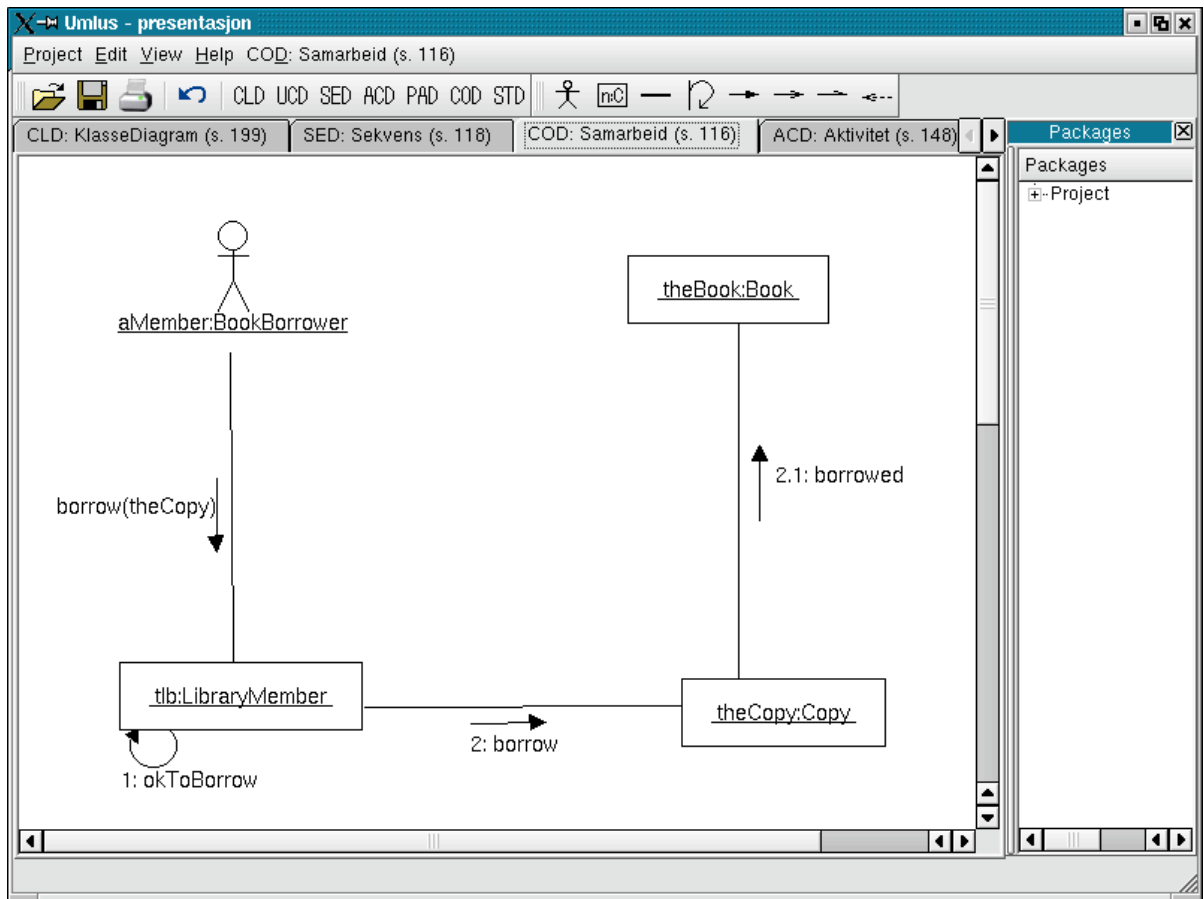 Umlus - presentasjon
Project Edit View Help COD: Samarbeid (s. 116)
CLD UCD SED ACD PAD COD STD n:C
CLD: KlasseDiagram (s. 199) SED: Sekvens (s. 118) COD: Samarbeid (s. 116) ACD: Aktivitet (s. 148) Packages
Packages
Project
theBook:Book
aMember:BookBorrower
2.1: borrowed
borrow(theCopy)
tlb:LibraryMember
theCopy:Copy
2: borrow
1: okToBorrow